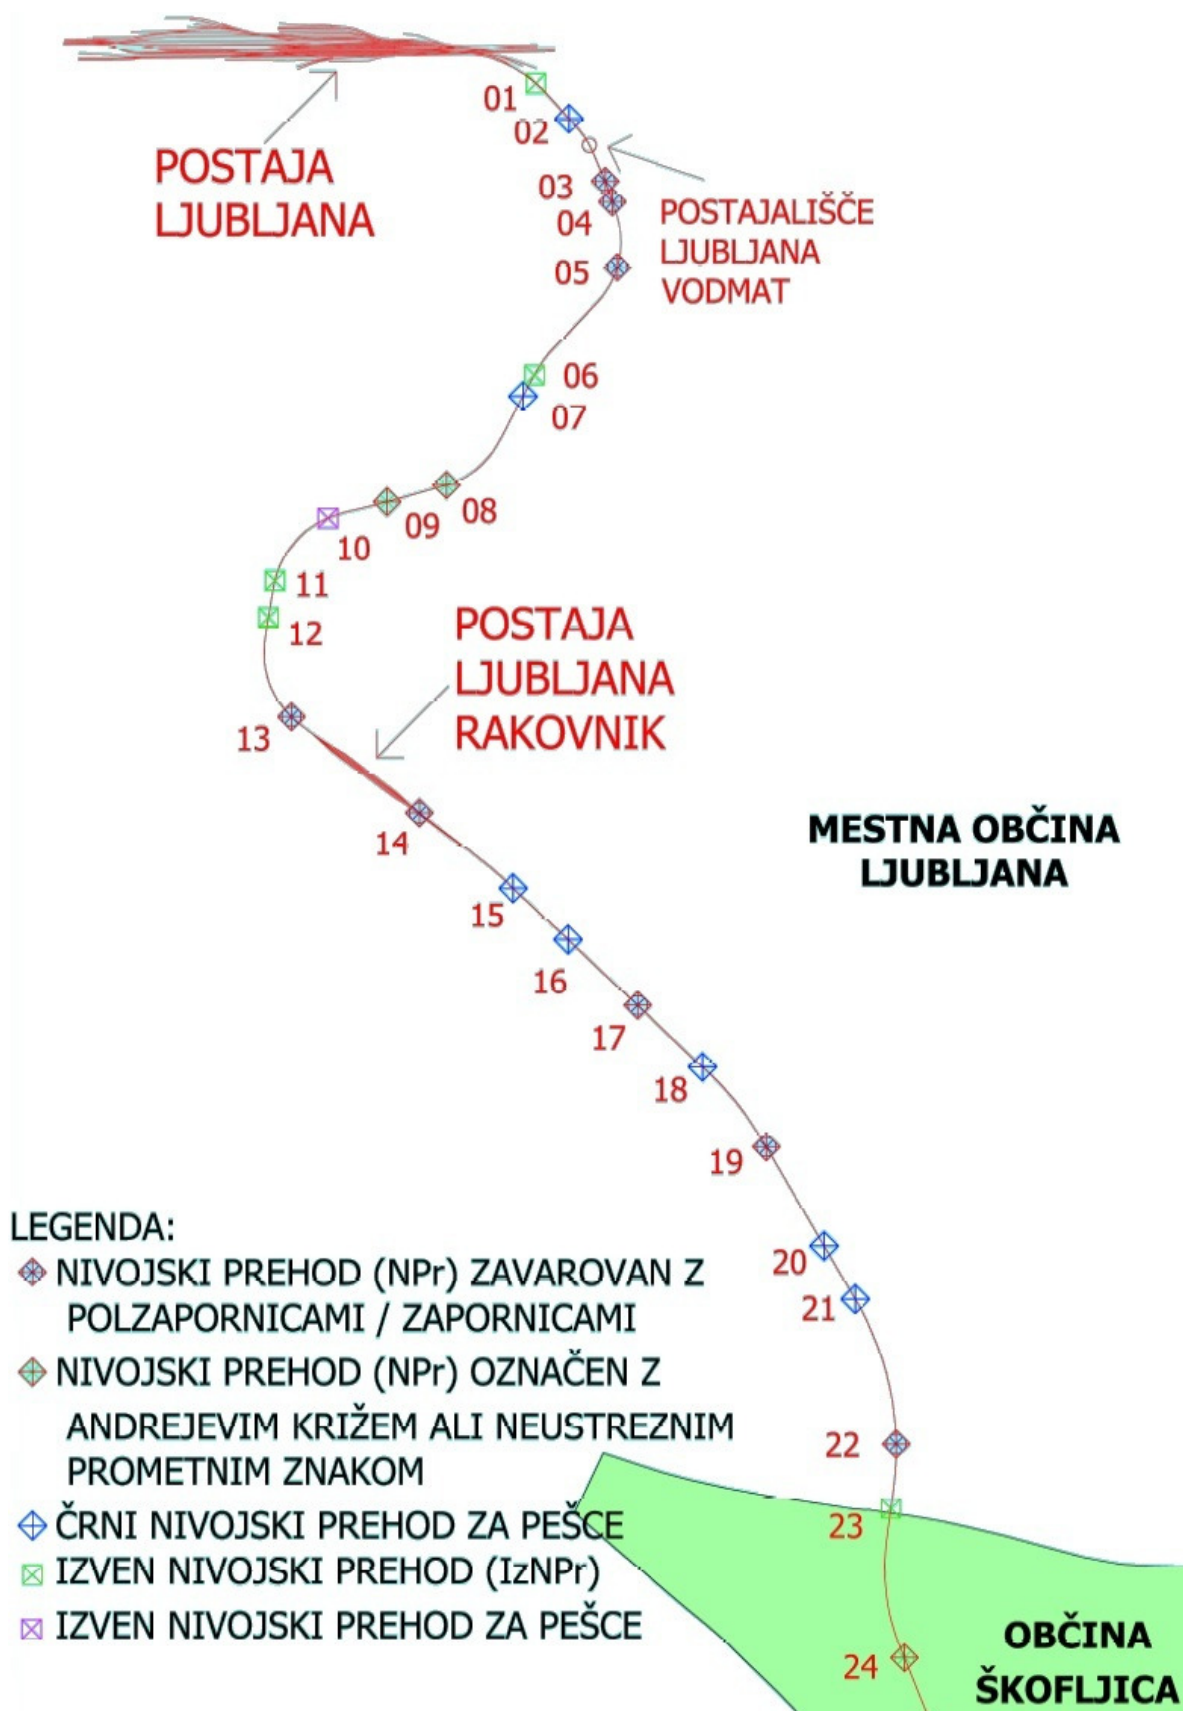 01
02
POSTAJA
LJUBLJANA
03
04
05
POSTAJALIŠČE
LJUBLJANA
VODMAT
06
07
08
09
10
11
12
POSTAJA
LJUBLJANA
RAKOVNIK
13
14
MESTNA OBČINA
LJUBLJANA
15
16
17
18
19
20
21
22
23
24
LEGENDA:
NIVOJSKI PREHOD (NPr) ZAVAROVAN Z
POLZAPORNICAMI / ZAPORNICAMI
NIVOJSKI PREHOD (NPr) OZNAČEN Z
ANDREJEVIM KRIŽEM ALI NEUSTREZNIM
PROMETNIM ZNAKOM
ČRNI NIVOJSKI PREHOD ZA PEŠCE
IZVEN NIVOJSKI PREHOD (IzNPr)
IZVEN NIVOJSKI PREHOD ZA PEŠCE
OBČINA
ŠKOFLJICA